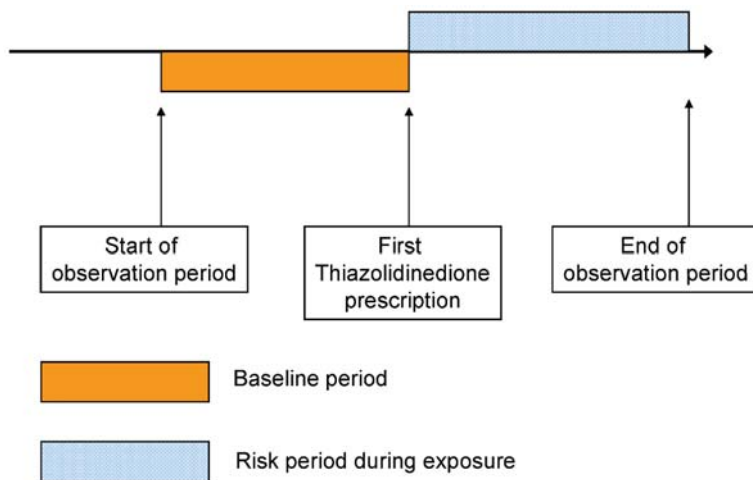 Start of
observation period
First
Thiazolidinedione
prescription
End of
observation period
Baseline period
Risk period during exposure